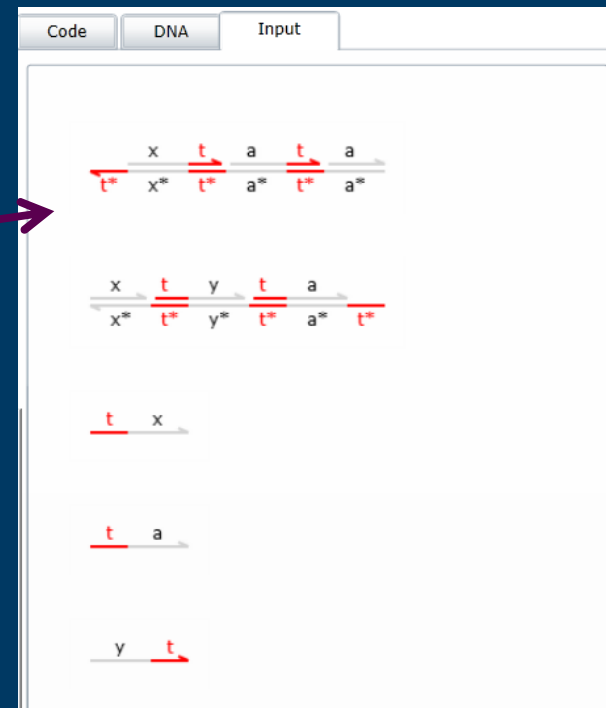 Code DNA Input
x t a t a
t* x* t* a* t* a*
x t y t a
x* t* y* t* a* t*
t x
t a
y t